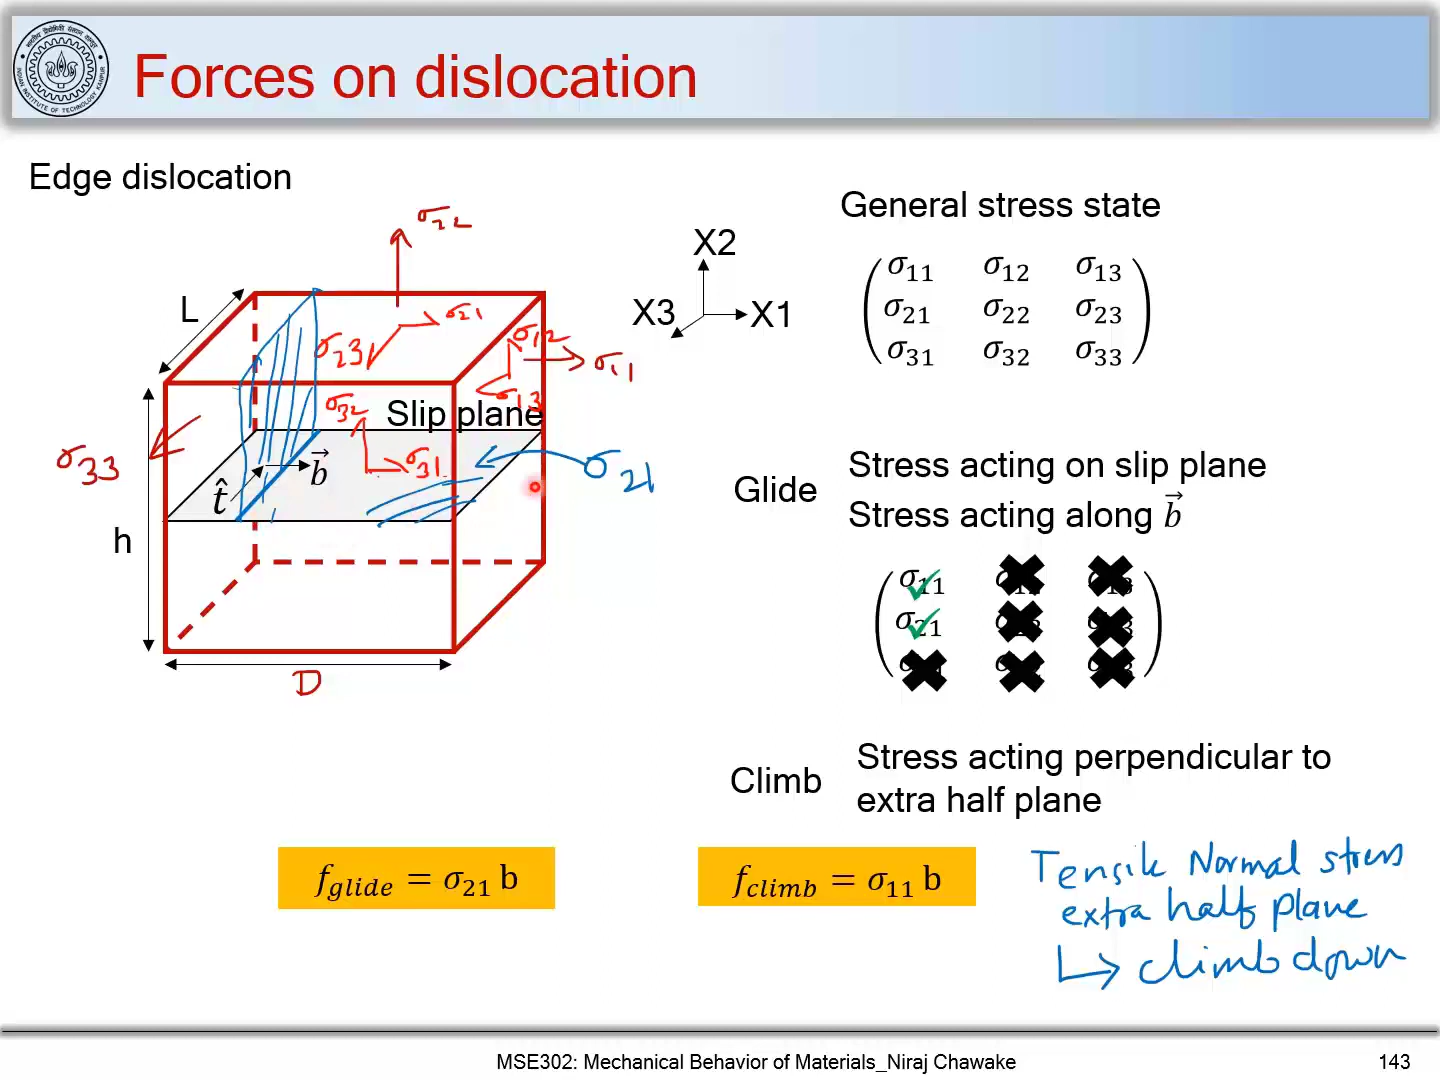 Forces on dislocation
Edge dislocation
General stress state
σ22
X2
X3
X1
σ11 σ12 σ13
σ21 σ22 σ23
σ31 σ32 σ33
L
σ21
σ23
σ12
σ11
σ13
σ32
Slip plane
σ33
σ31
b⃗
t̂
σ21
h
D
Glide
Stress acting on slip plane
Stress acting along b⃗
σ11
σ21
Climb
Stress acting perpendicular to
extra half plane
f_glide = σ21 b
f_climb = σ11 b
Tensile Normal stress
extra half plane
↳ climb down
MSE302: Mechanical Behavior of Materials_Niraj Chawake
143